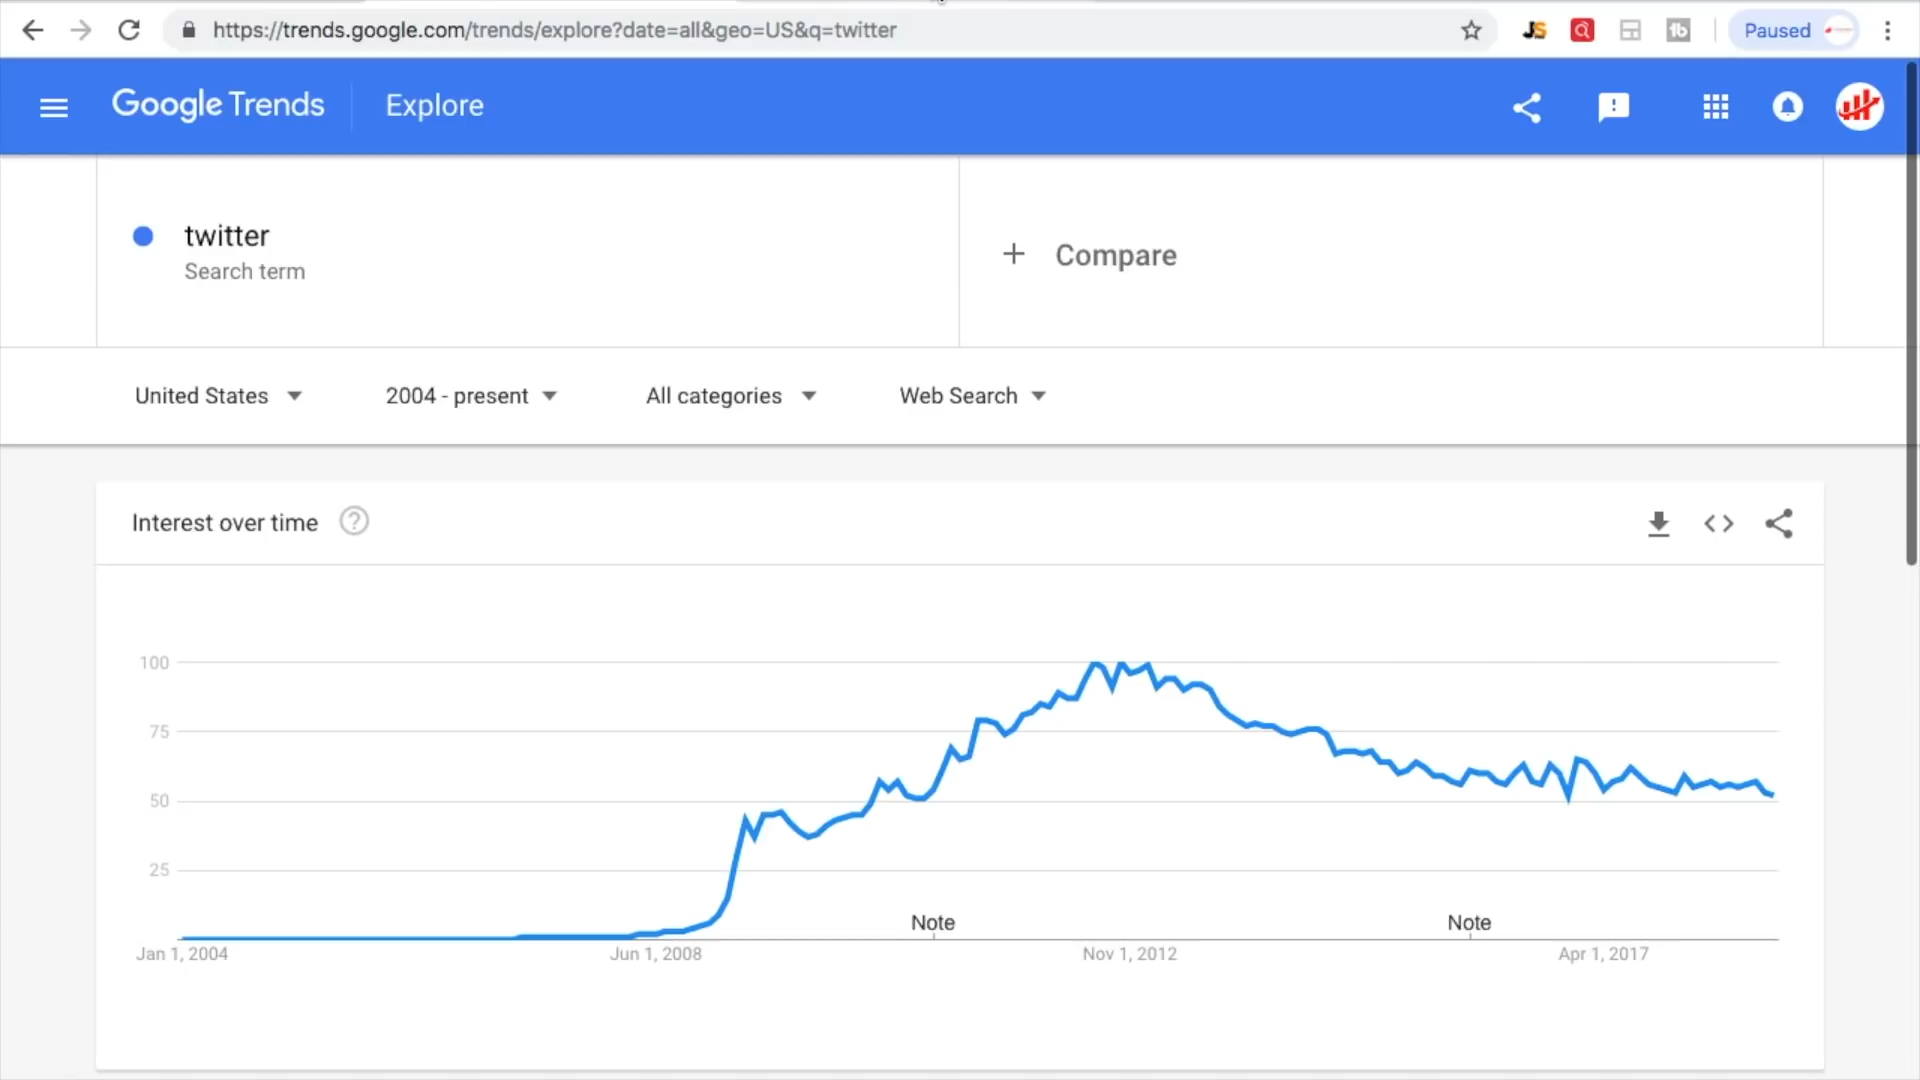 https://trends.google.com/trends/explore?date=all&geo=US&q=twitter
JS
1b
Paused
Google Trends
Explore
twitter
Search term
+ Compare
United States
2004 - present
All categories
Web Search
Interest over time ?
100
75
50
25
Note
Note
Jan 1, 2004
Jun 1, 2008
Nov 1, 2012
Apr 1, 2017